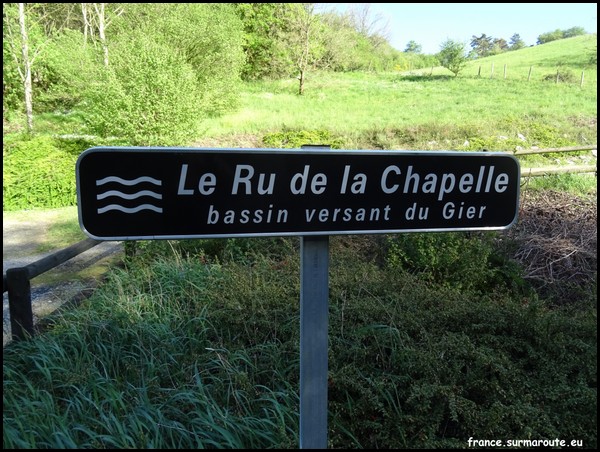 Le Ru de la Chapelle
bassin versant du Gier
france.surmaroute.eu